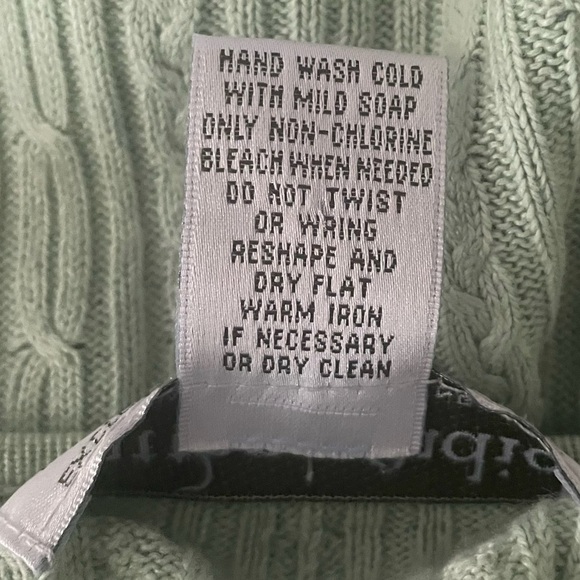 HAND WASH COLD
WITH MILD SOAP
ONLY NON-CHLORINE
BLEACH WHEN NEEDED
DO NOT TWIST
OR WRING
RESHAPE AND
DRY FLAT
WARM IRON
IF NECESSARY
OR DRY CLEAN